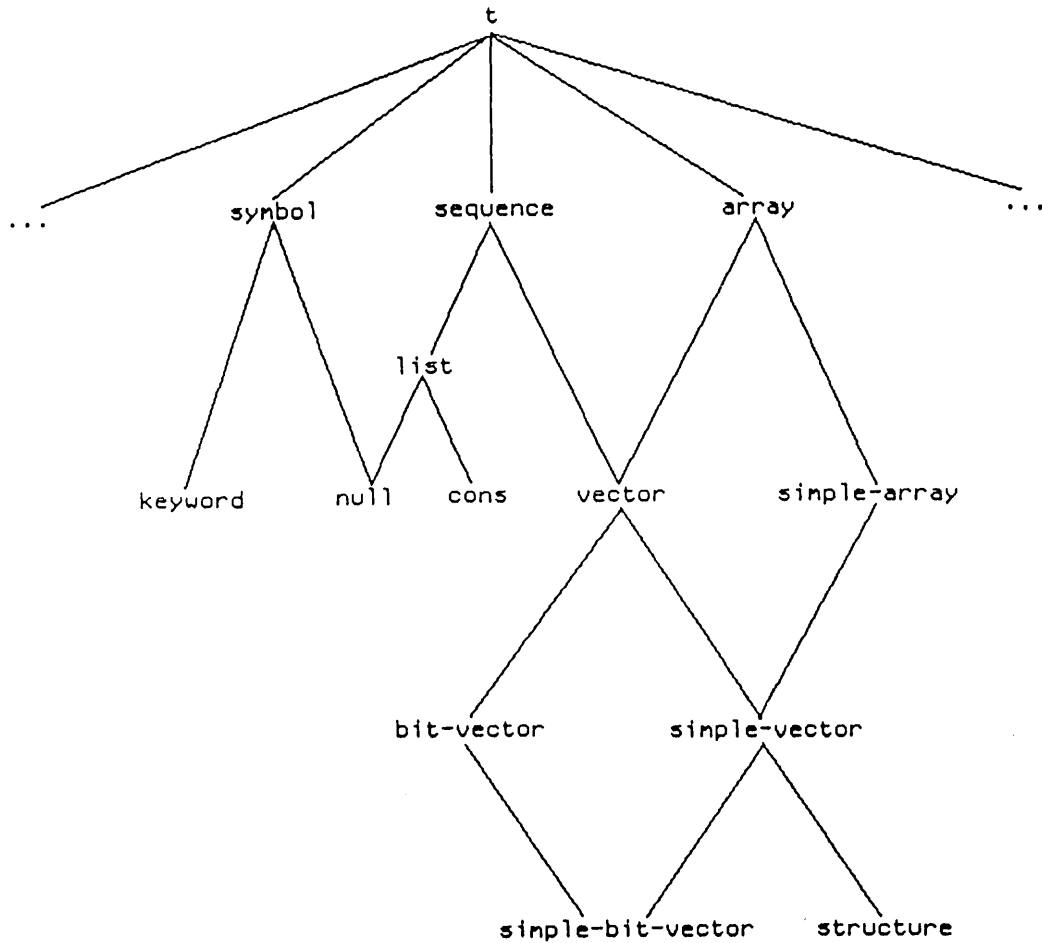 t
... symbol sequence array ...
list
keyword null cons vector simple-array
bit-vector simple-vector
simple-bit-vector structure